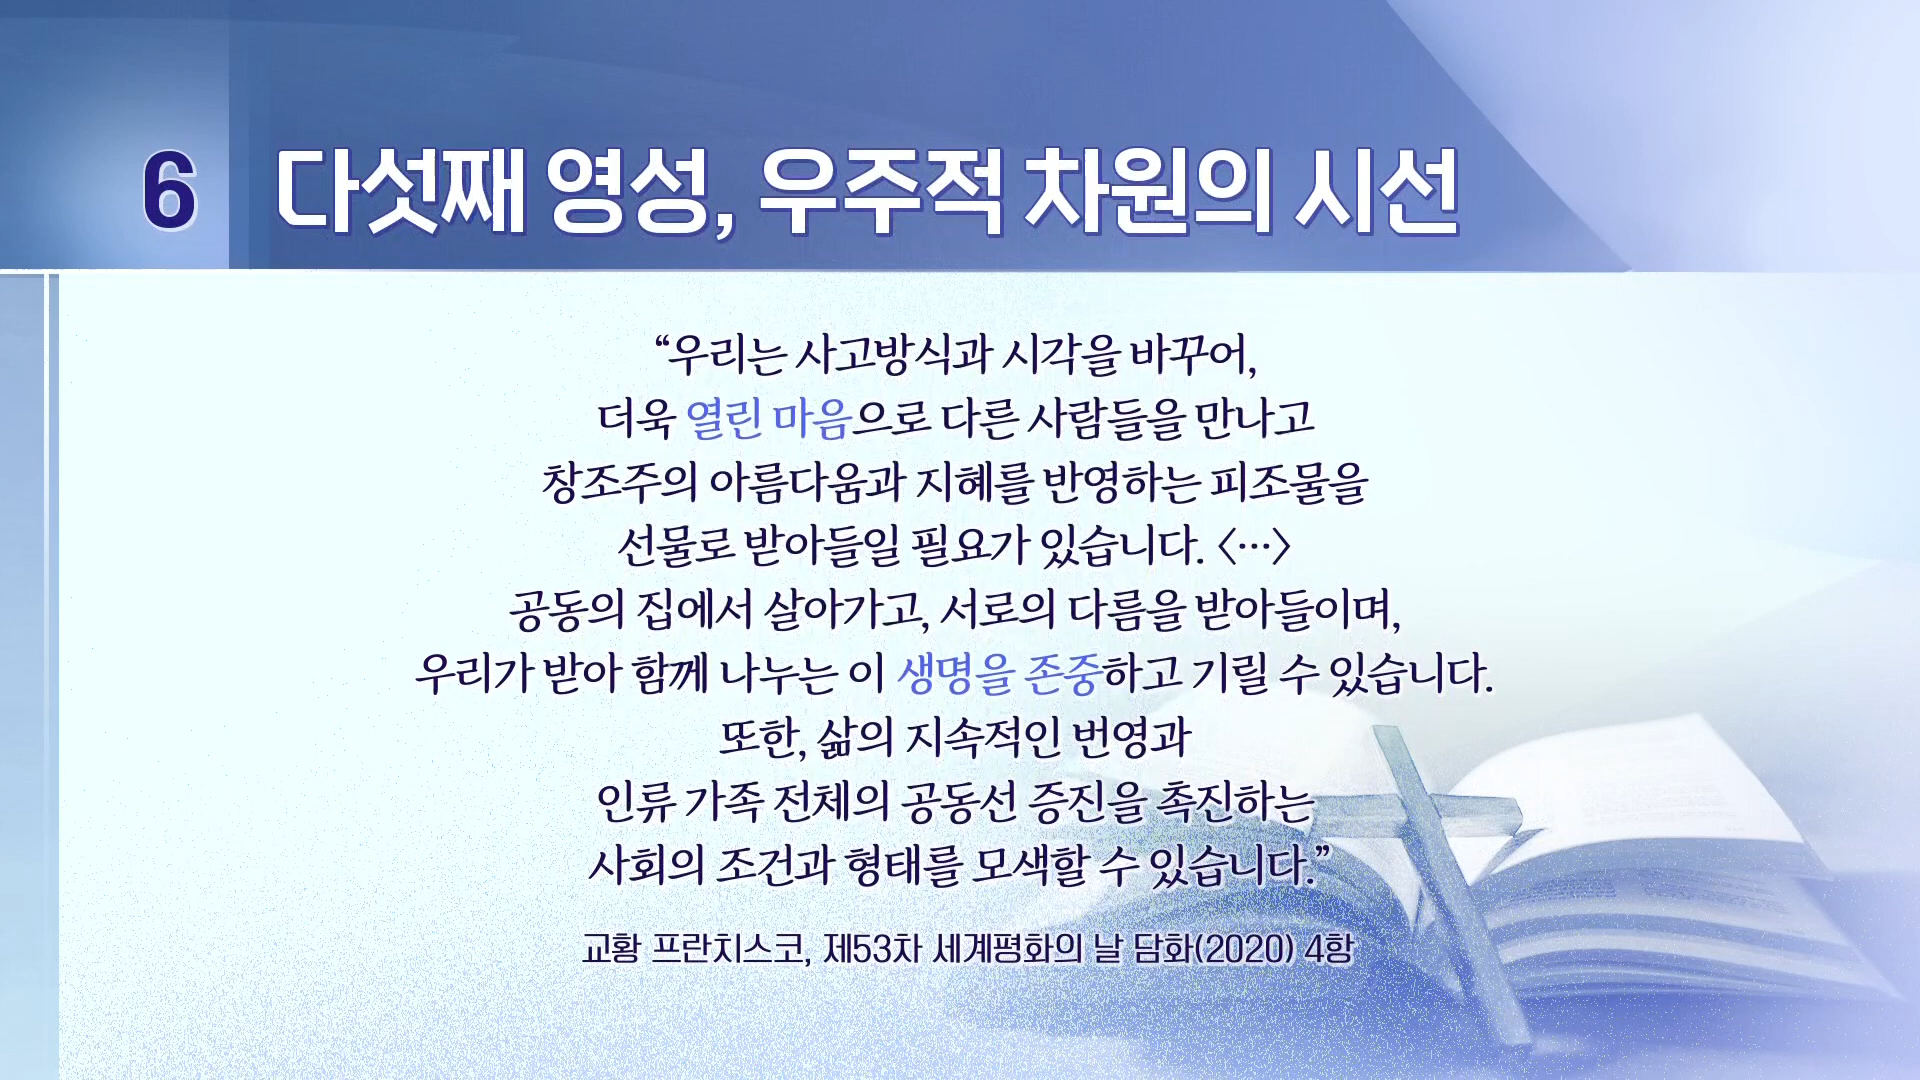 6 다섯째 영성, 우주적 차원의 시선
“우리는 사고방식과 시각을 바꾸어,
더욱 열린 마음으로 다른 사람들을 만나고
창조주의 아름다움과 지혜를 반영하는 피조물을
선물로 받아들일 필요가 있습니다. <…>
공동의 집에서 살아가고, 서로의 다름을 받아들이며,
우리가 받아 함께 나누는 이 생명을 존중하고 기릴 수 있습니다.
또한, 삶의 지속적인 번영과
인류 가족 전체의 공동선 증진을 촉진하는
사회의 조건과 형태를 모색할 수 있습니다.”
교황 프란치스코, 제53차 세계평화의 날 담화(2020) 4항